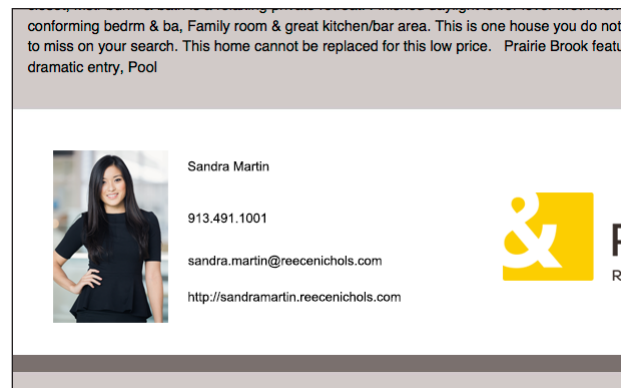 conforming bedrm & ba, Family room & great kitchen/bar area. This is one house you do not
to miss on your search. This home cannot be replaced for this low price. Prairie Brook featu
dramatic entry, Pool
Sandra Martin
913.491.1001
sandra.martin@reecenichols.com
http://sandramartin.reecenichols.com
&
R
R